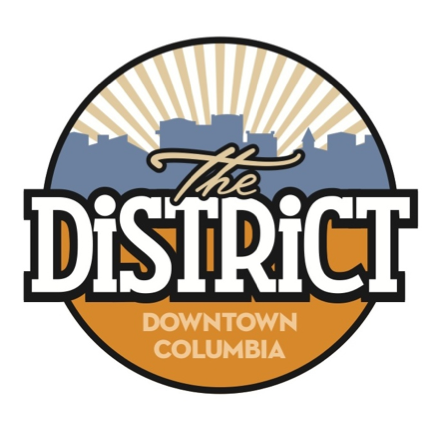 The
DiSTRiCT
DOWNTOWN
COLUMBIA